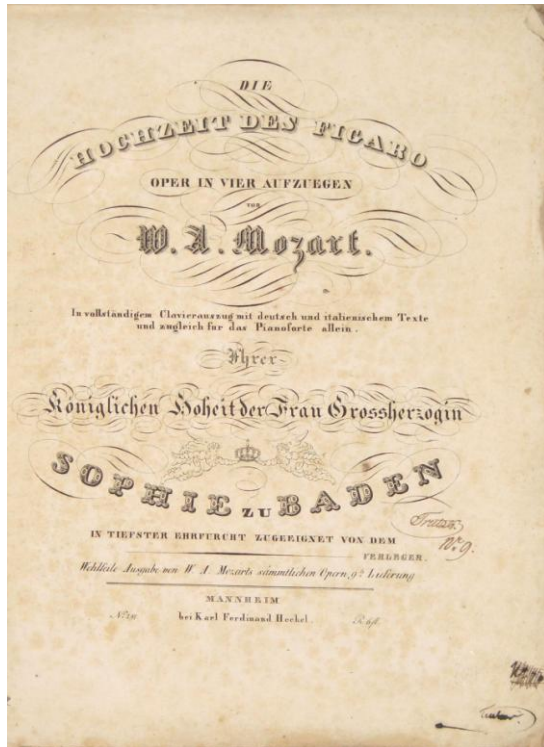 DIE
HOCHZEIT DES FIGARO
OPER IN VIER AUFZUEGEN
von
W. A. Mozart.
In vollständigem Clavierauszug mit deutsch und italienischem Texte
und zugleich für das Pianoforte allein.
Ihrer
Königlichen Hoheit der Frau Grossherzogin
SOPHIE ZU BADEN
IN TIEFSTER EHRFURCHT ZUGEEIGNET VON DEM
VERLEGER.
Wohlfeile Ausgabe von W. A. Mozarts sämmtlichen Opern, 9te Lieferung
MANNHEIM
bei Karl Ferdinand Heckel.
No. 9.